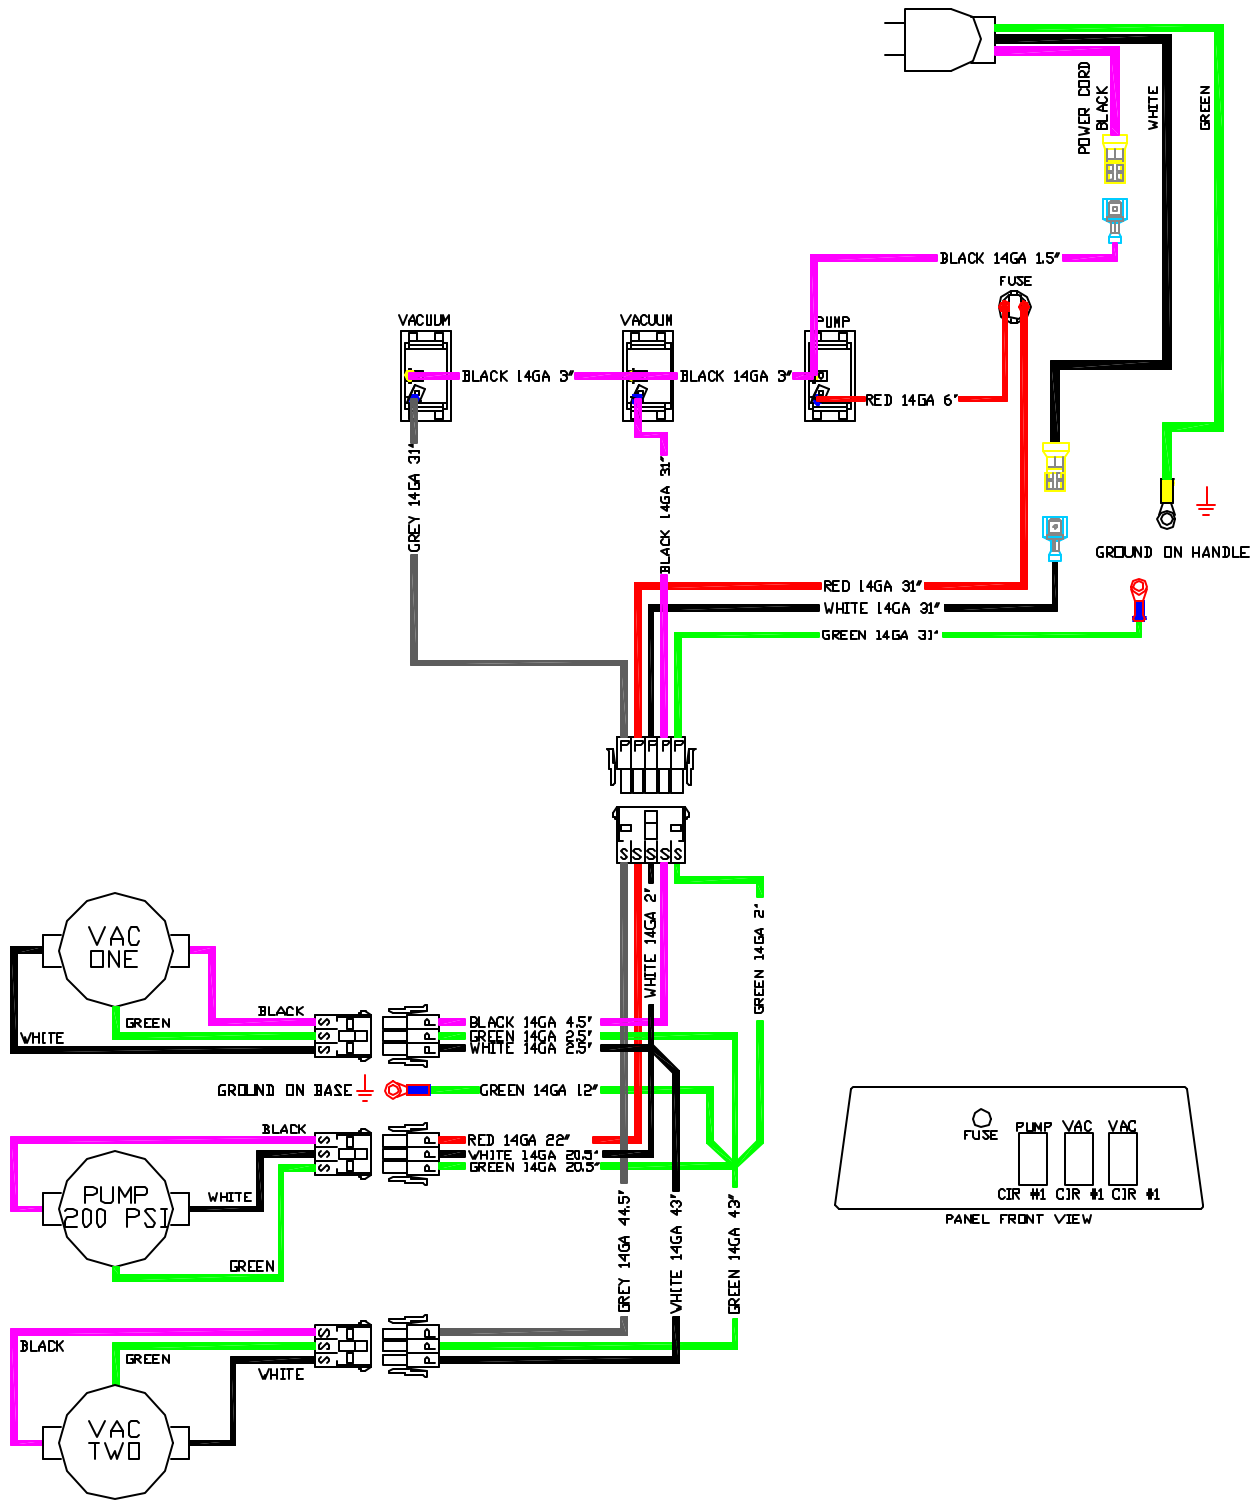 POWER CORD
BLACK
WHITE
GREEN
BLACK 14GA 1.5"
FUSE
VACUUM
VACUUM
PUMP
BLACK 14GA 3"
BLACK 14GA 3"
RED 14GA 6"
GREY 14GA 31"
BLACK 14GA 31"
GROUND ON HANDLE
RED 14GA 31"
WHITE 14GA 31"
GREEN 14GA 31"
P P P P P
S S S S S
WHITE 14GA 2"
GREEN 14GA 2"
VAC
ONE
BLACK
GREEN
WHITE
S
S
S
P
P
P
BLACK 14GA 4.5"
GREEN 14GA 2.5"
WHITE 14GA 2.5"
GROUND ON BASE
GREEN 14GA 12"
BLACK
S
S
S
P
P
P
RED 14GA 22"
WHITE 14GA 20.5"
GREEN 14GA 20.5"
PUMP
200 PSI
WHITE
GREEN
GREY 14GA 44.5"
WHITE 14GA 43"
GREEN 14GA 43"
FUSE
PUMP VAC VAC
CIR #1 CIR #1 CIR #1
PANEL FRONT VIEW
S
S
S
P
P
P
BLACK
GREEN
WHITE
VAC
TWO